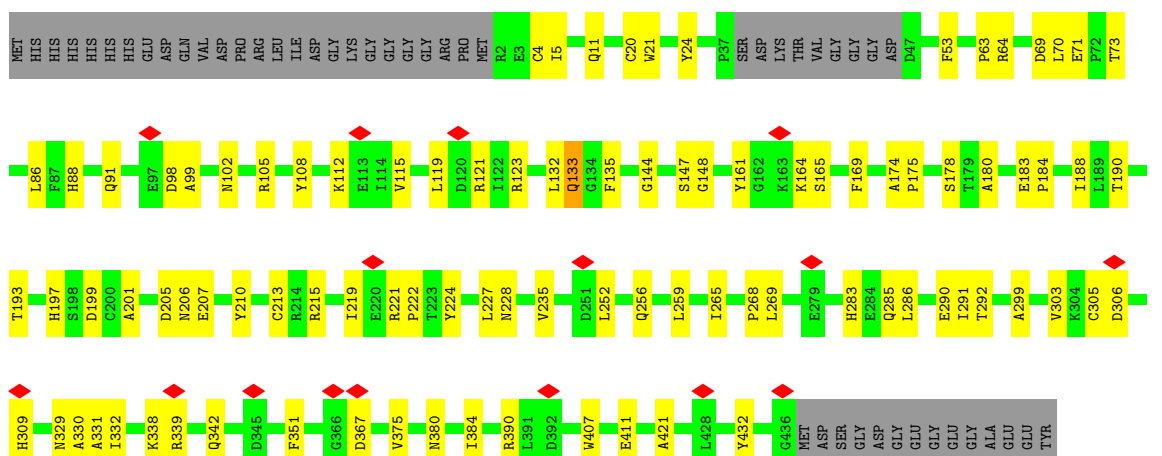 MET HIS HIS HIS HIS HIS HIS GLU ASP GLN VAL ASP PRO ARG LEU ILE ASP GLY LYS GLY GLY GLY GLY ARG PRO MET R2 E3 C4 I5 Q11 C20 W21 Y24 P37 SER ASP LYS THR VAL GLY GLY GLY ASP D47 F53 P63 R64 D69 L70 E71 P72 T73
L86 F87 H88 Q91 E97 D98 A99 N102 R105 Y108 K112 E113 I114 V115 L119 D120 R121 I122 R123 L132 Q133 G134 F135 G144 S147 G148 Y161 G162 K163 K164 S165 F169 A174 P175 S178 T179 A180 E183 P184 I188 L189 T190
T193 H197 S198 D199 C200 A201 D205 N206 E207 Y210 C213 R214 R215 I219 E220 R221 P222 T223 Y224 L227 N228 V235 D251 L252 Q256 L259 I265 P268 L269 E279 H283 E284 Q285 L286 E290 I291 T292 A299 V303 K304 C305 D306
H309 N329 A330 A331 I332 K338 R339 Q342 D345 F351 G366 D367 V375 N380 I384 R390 L391 D392 W407 E411 A421 L428 Y432 G436 MET ASP SER GLY ASP GLY GLU GLY GLU GLU GLY ALA GLU GLU TYR